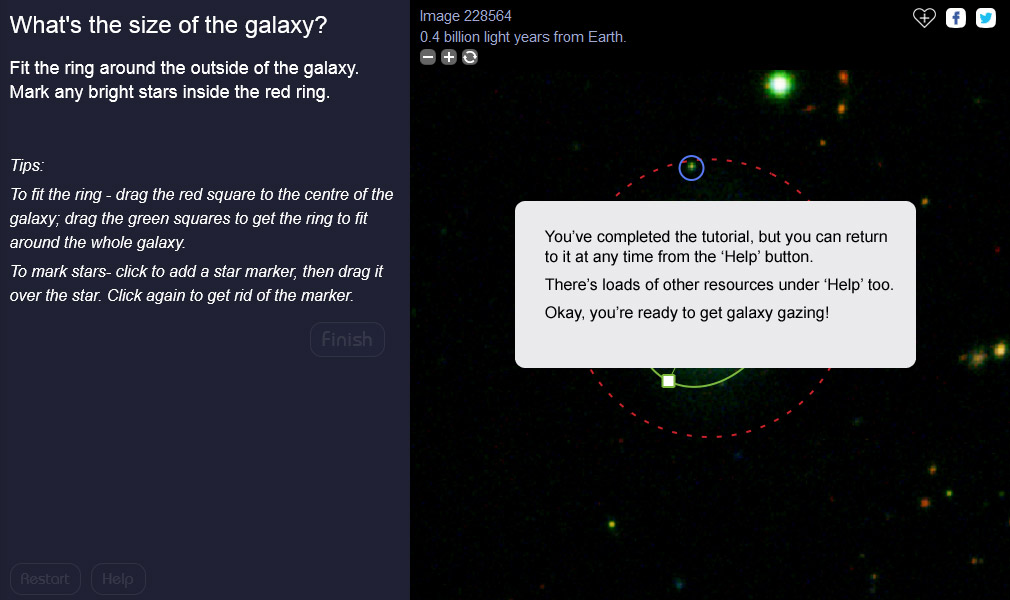 What's the size of the galaxy?
Fit the ring around the outside of the galaxy.
Mark any bright stars inside the red ring.
Tips:
To fit the ring - drag the red square to the centre of the
galaxy; drag the green squares to get the ring to fit
around the whole galaxy.
To mark stars- click to add a star marker, then drag it
over the star. Click again to get rid of the marker.
Finish
Restart
Help
Image 228564
0.4 billion light years from Earth.
You’ve completed the tutorial, but you can return
to it at any time from the ‘Help’ button.
There’s loads of other resources under ‘Help’ too.
Okay, you’re ready to get galaxy gazing!